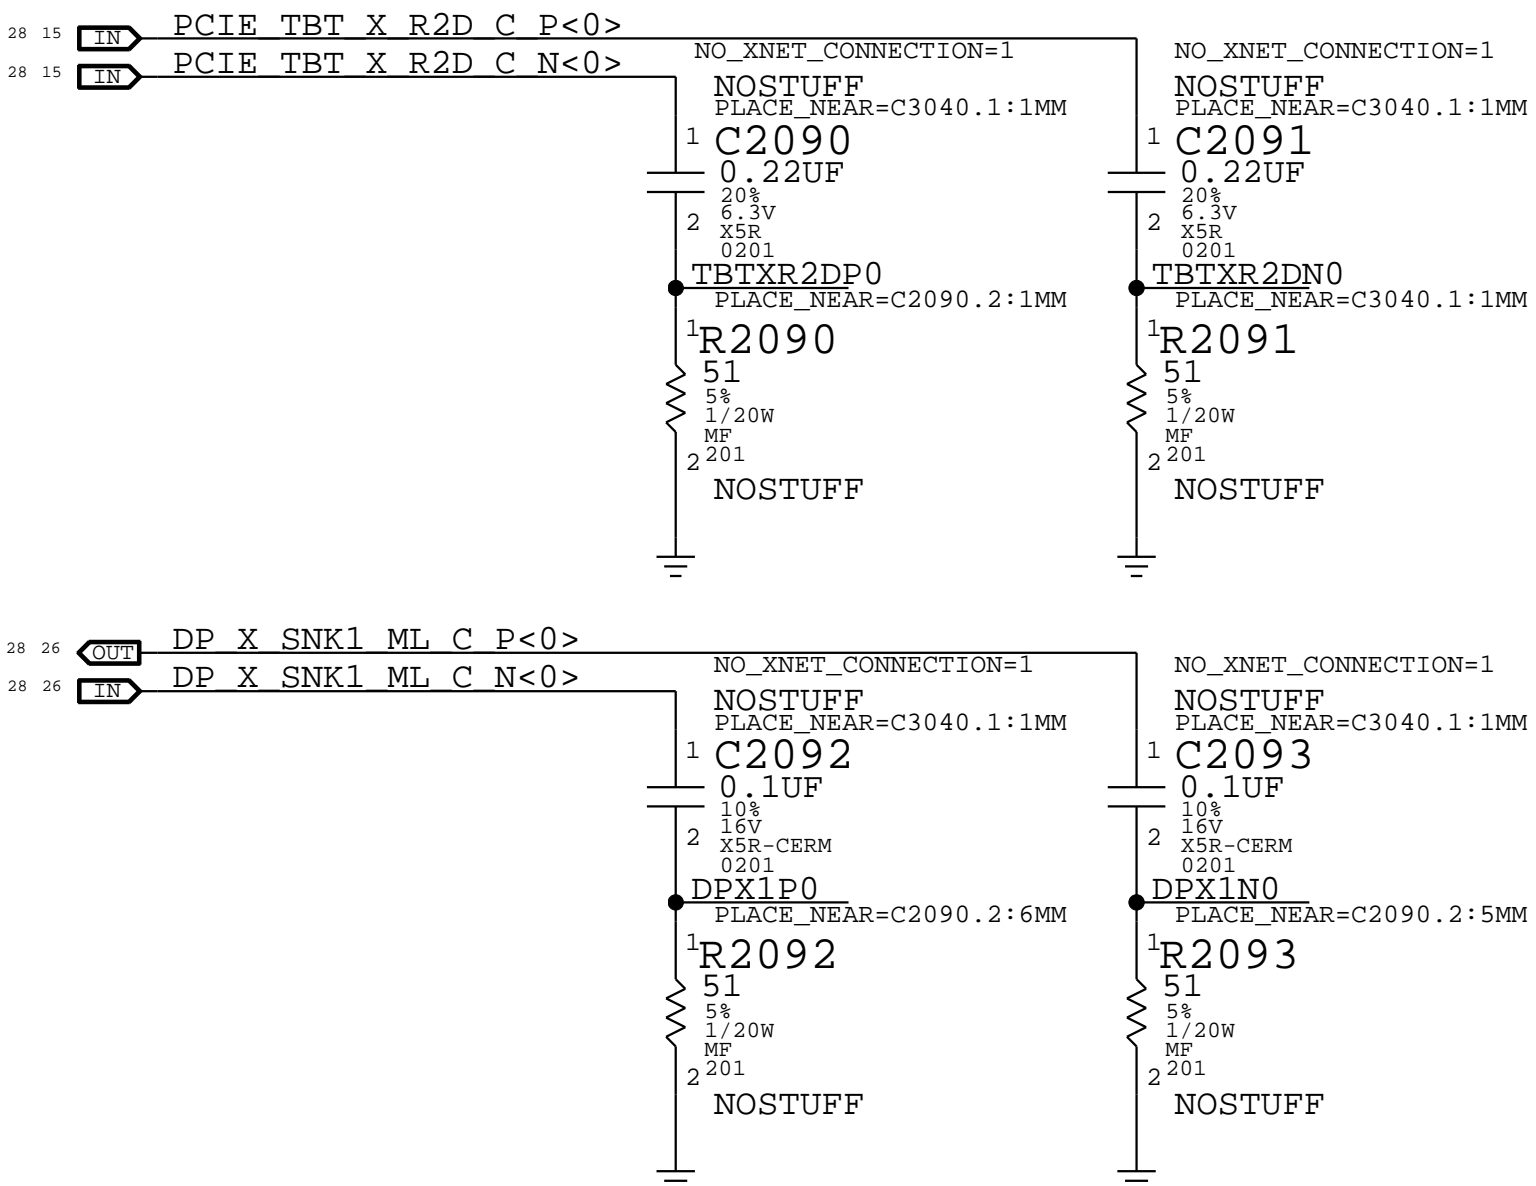 28 15 IN PCIE_TBT_X_R2D_C_P<0>
28 15 IN PCIE_TBT_X_R2D_C_N<0>
NO_XNET_CONNECTION=1
NOSTUFF
PLACE_NEAR=C3040.1:1MM
1 C2090
0.22UF
20%
6.3V
2 X5R
0201
TBTXR2DP0
PLACE_NEAR=C2090.2:1MM
1 R2090
51
5%
1/20W
MF
2 201
NOSTUFF
NO_XNET_CONNECTION=1
NOSTUFF
PLACE_NEAR=C3040.1:1MM
1 C2091
0.22UF
20%
6.3V
2 X5R
0201
TBTXR2DN0
PLACE_NEAR=C3040.1:1MM
1 R2091
51
5%
1/20W
MF
2 201
NOSTUFF
28 26 OUT DP_X_SNK1_ML_C_P<0>
28 26 IN DP_X_SNK1_ML_C_N<0>
NO_XNET_CONNECTION=1
NOSTUFF
PLACE_NEAR=C3040.1:1MM
1 C2092
0.1UF
10%
16V
2 X5R-CERM
0201
DPX1P0
PLACE_NEAR=C2090.2:6MM
1 R2092
51
5%
1/20W
MF
2 201
NOSTUFF
NO_XNET_CONNECTION=1
NOSTUFF
PLACE_NEAR=C3040.1:1MM
1 C2093
0.1UF
10%
16V
2 X5R-CERM
0201
DPX1N0
PLACE_NEAR=C2090.2:5MM
1 R2093
51
5%
1/20W
MF
2 201
NOSTUFF